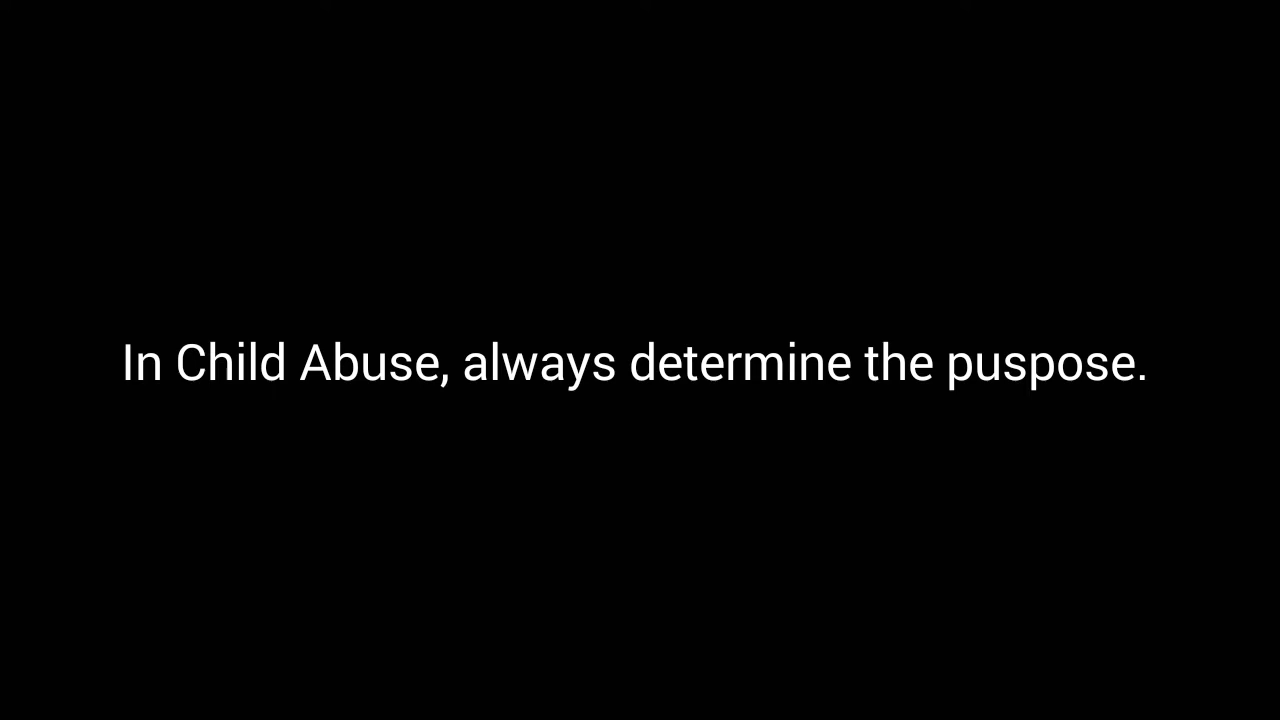 In Child Abuse, always determine the puspose.